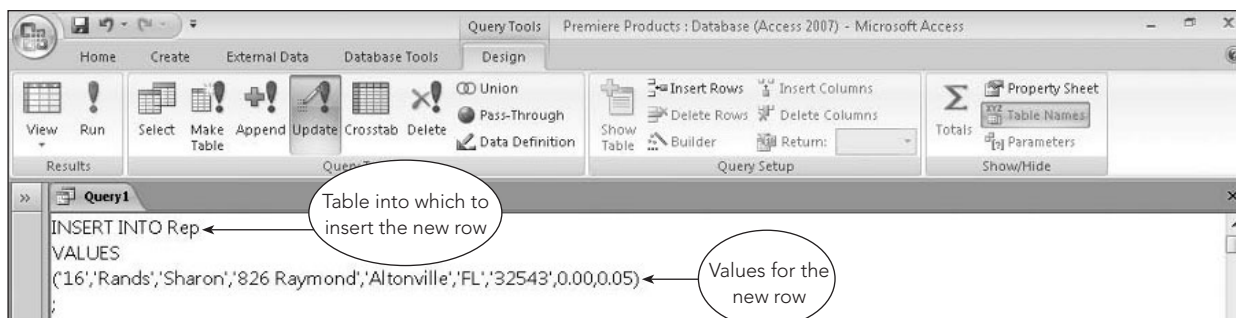 Query Tools
Premiere Products : Database (Access 2007) - Microsoft Access
Home
Create
External Data
Database Tools
Design
View
Run
Select
Make
Table
Append
Update
Crosstab
Delete
Union
Pass-Through
Data Definition
Show
Table
Insert Rows
Delete Rows
Builder
Insert Columns
Delete Columns
Return:
Totals
Property Sheet
Table Names
Parameters
Results
Query Setup
Show/Hide
Query1
Table into which to
insert the new row
INSERT INTO Rep
VALUES
('16','Rands','Sharon','826 Raymond','Altonville','FL','32543',0.00,0.05)
;
Values for the
new row